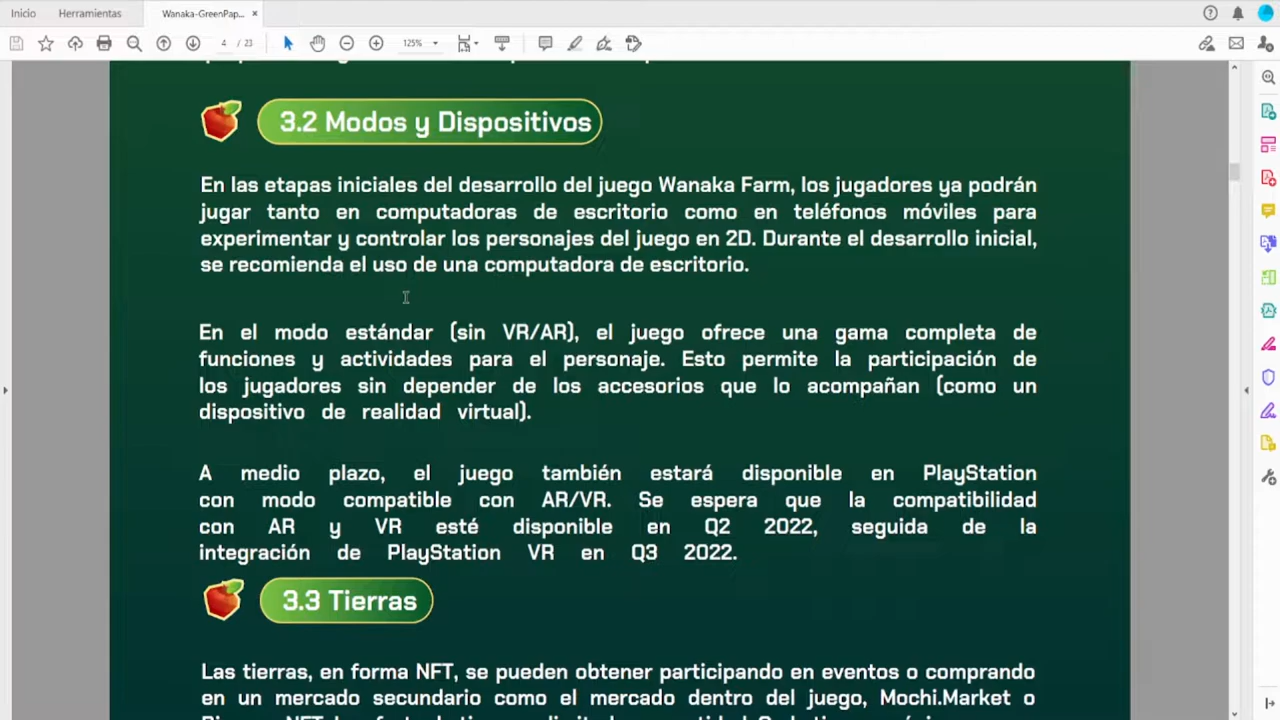 Inicio
Herramientas
Wanaka-GreenPap...
4 / 23
125%
3.2 Modos y Dispositivos
En las etapas iniciales del desarrollo del juego Wanaka Farm, los jugadores ya podrán
jugar tanto en computadoras de escritorio como en teléfonos móviles para
experimentar y controlar los personajes del juego en 2D. Durante el desarrollo inicial,
se recomienda el uso de una computadora de escritorio.
En el modo estándar (sin VR/AR), el juego ofrece una gama completa de
funciones y actividades para el personaje. Esto permite la participación de
los jugadores sin depender de los accesorios que lo acompañan (como un
dispositivo de realidad virtual).
A medio plazo, el juego también estará disponible en PlayStation
con modo compatible con AR/VR. Se espera que la compatibilidad
con AR y VR esté disponible en Q2 2022, seguida de la
integración de PlayStation VR en Q3 2022.
3.3 Tierras
Las tierras, en forma NFT, se pueden obtener participando en eventos o comprando
en un mercado secundario como el mercado dentro del juego, Mochi.Market o